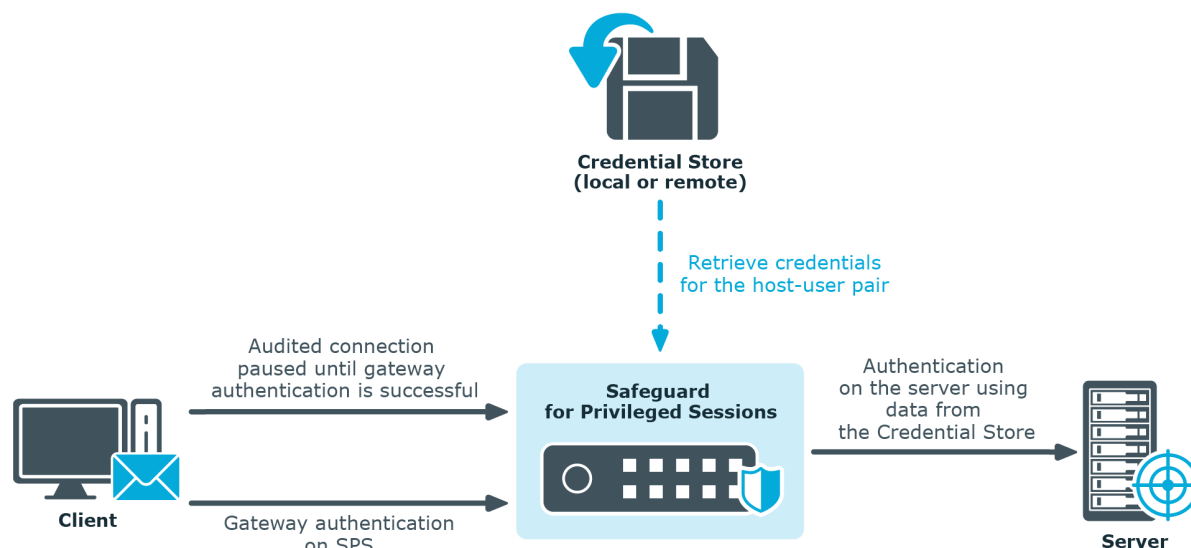 Credential Store
(local or remote)
Retrieve credentials
for the host-user pair
Audited connection
paused until gateway
authentication is successful
Safeguard
for Privileged Sessions
Authentication
on the server using
data from
the Credential Store
Client
Gateway authentication
on SPS
Server